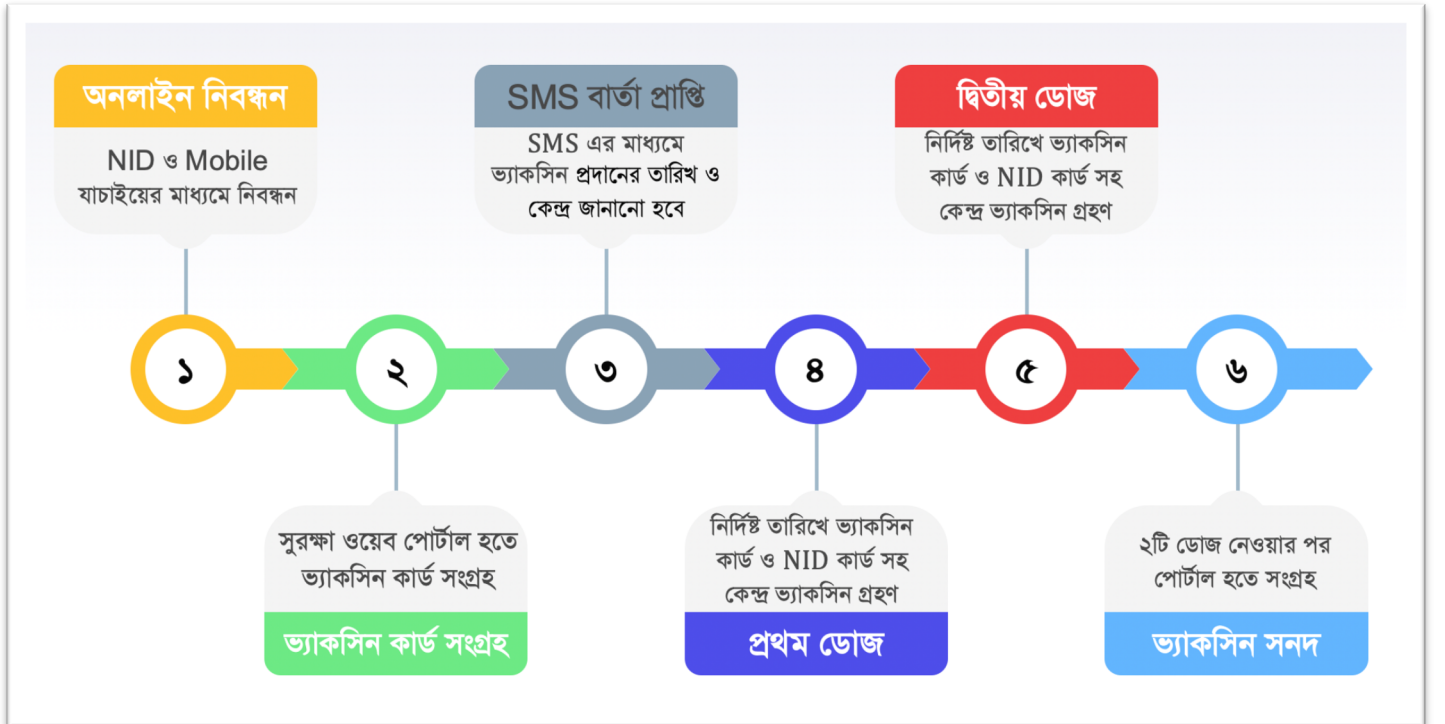 অনলাইন নিবন্ধন
NID ও Mobile
যাচাইয়ের মাধ্যমে নিবন্ধন
১
২
সুরক্ষা ওয়েব পোর্টাল হতে
ভ্যাকসিন কার্ড সংগ্রহ
ভ্যাকসিন কার্ড সংগ্রহ
SMS বার্তা প্রাপ্তি
SMS এর মাধ্যমে
ভ্যাকসিন প্রদানের তারিখ ও
কেন্দ্র জানানো হবে
৩
৪
নির্দিষ্ট তারিখে ভ্যাকসিন
কার্ড ও NID কার্ড সহ
কেন্দ্র ভ্যাকসিন গ্রহণ
প্রথম ডোজ
দ্বিতীয় ডোজ
নির্দিষ্ট তারিখে ভ্যাকসিন
কার্ড ও NID কার্ড সহ
কেন্দ্র ভ্যাকসিন গ্রহণ
৫
৬
২টি ডোজ নেওয়ার পর
পোর্টাল হতে সংগ্রহ
ভ্যাকসিন সনদ